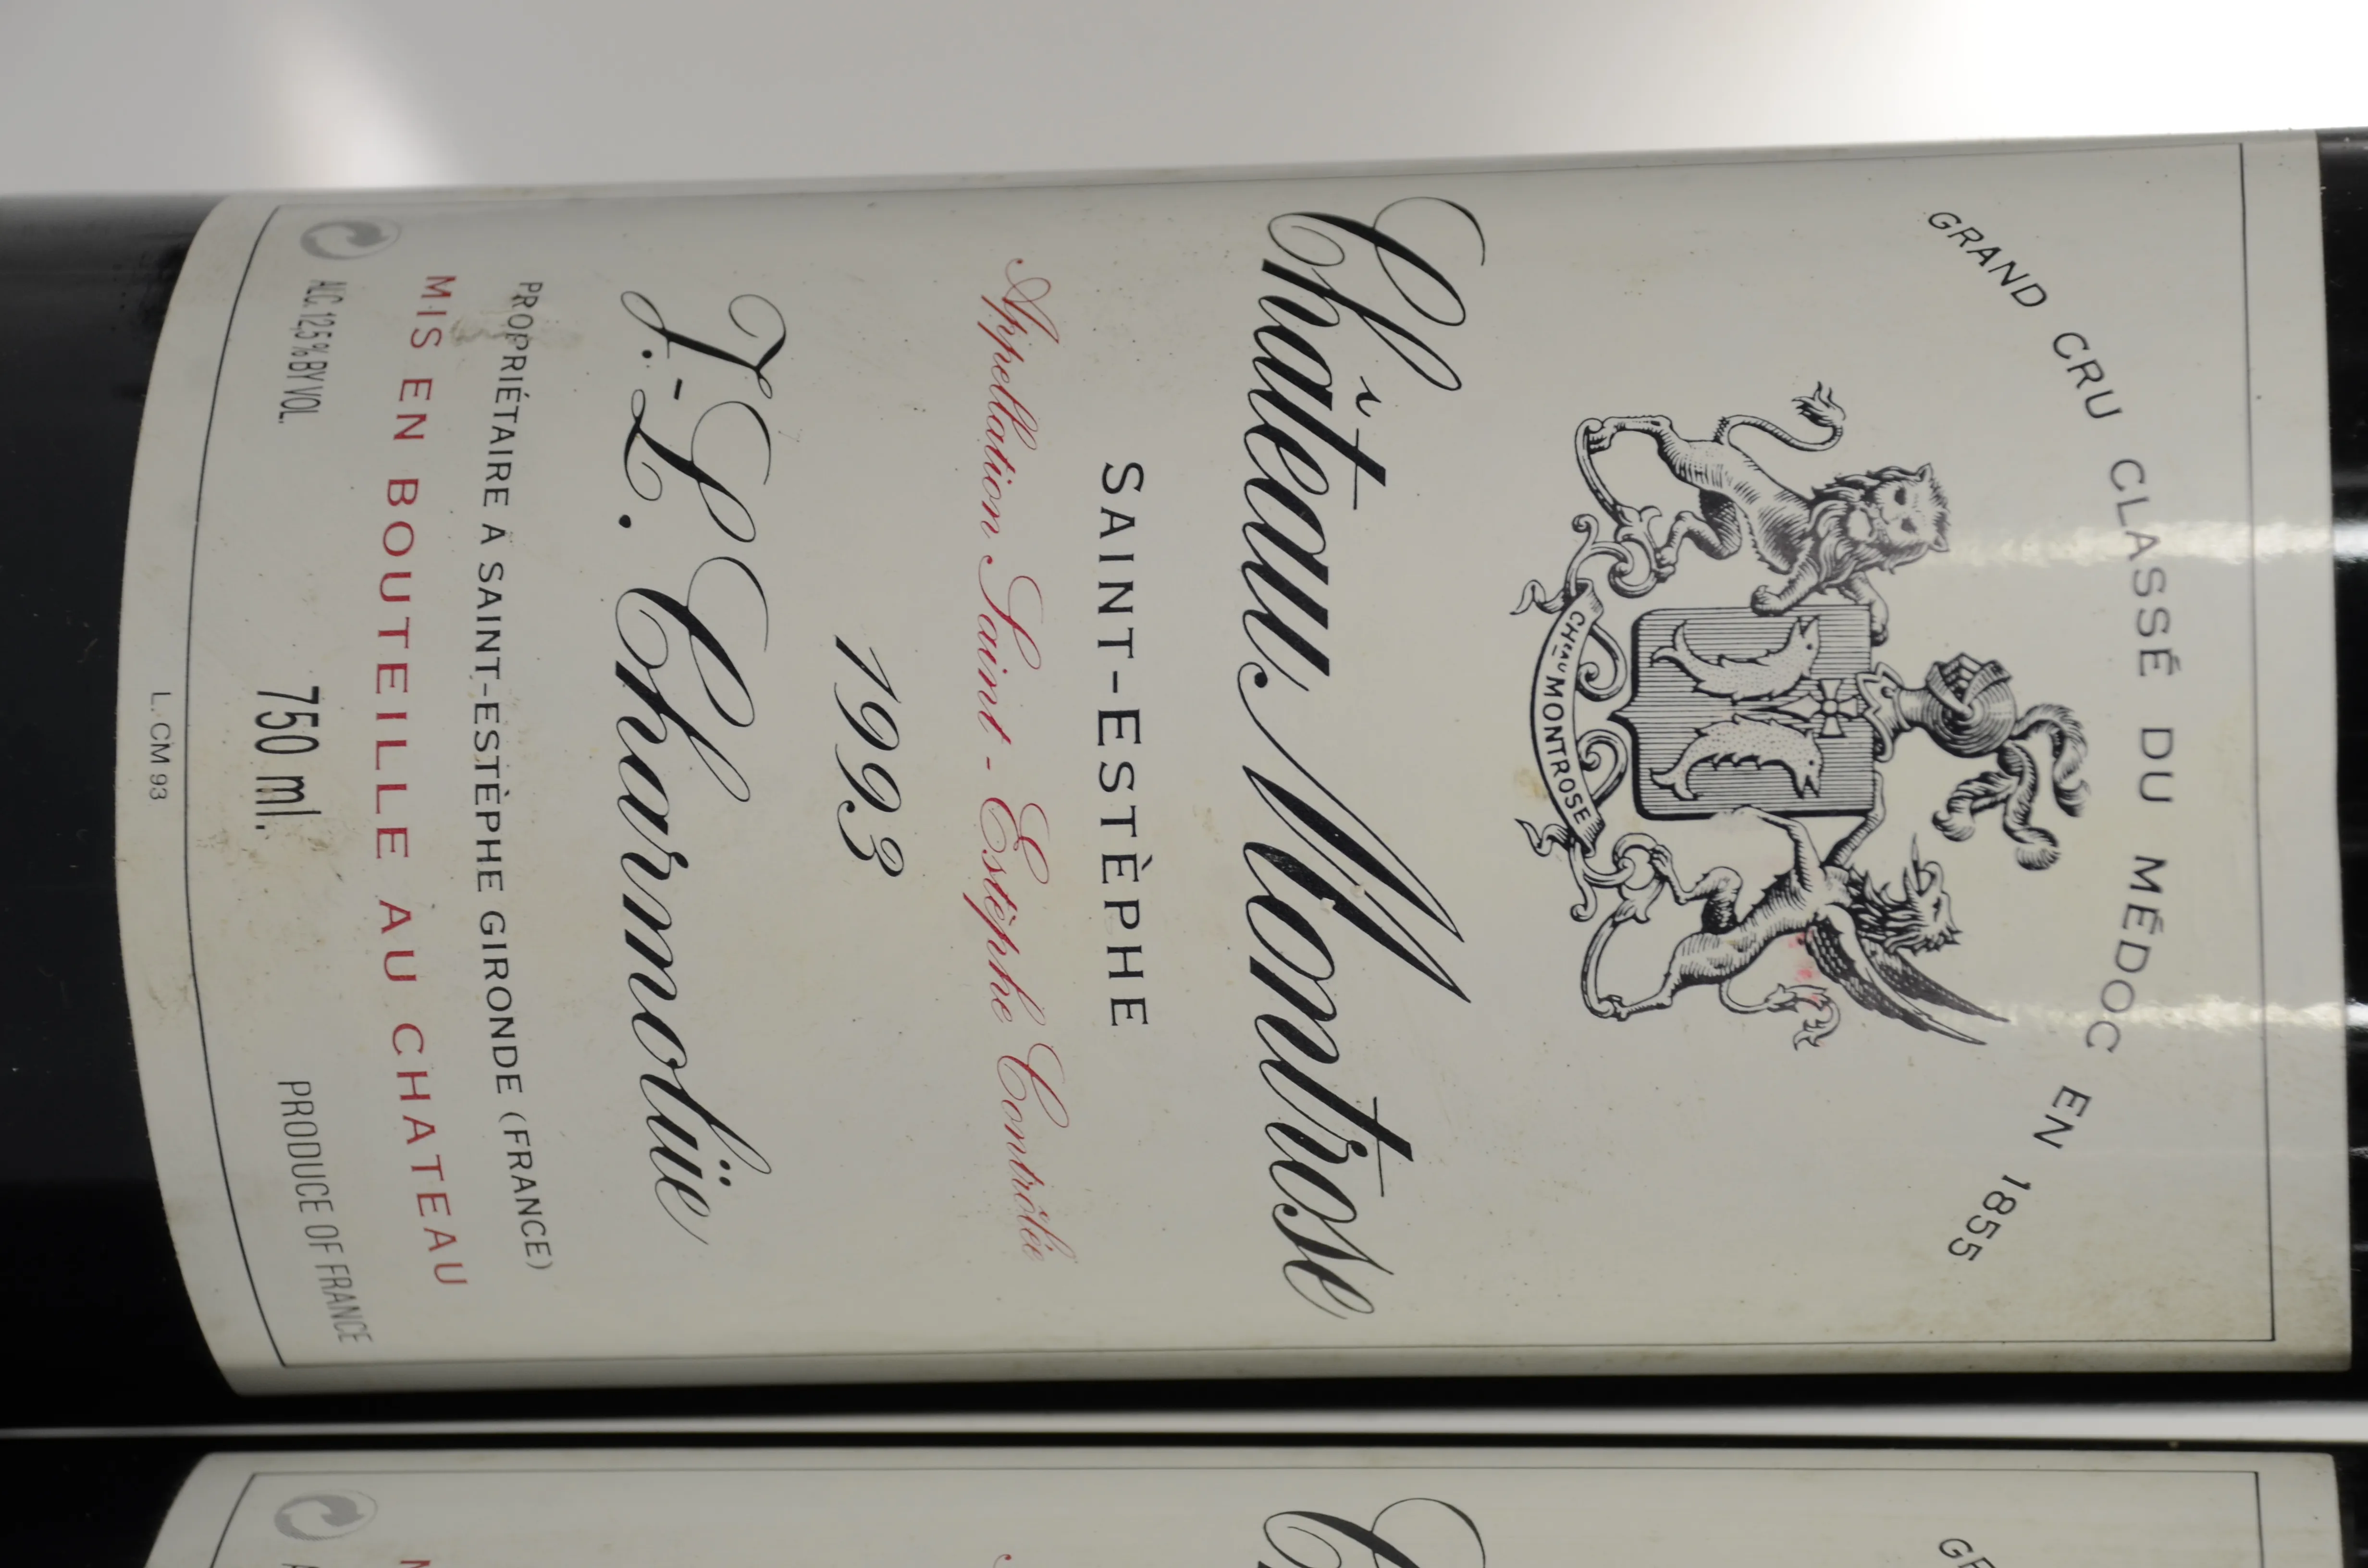 GRAND CRU CLASSÉ DU MÉDOC EN 1855
CHEAU MONTROSE
Château Montrose
SAINT-ESTÈPHE
Appellation Saint-Estèphe Contrôlée
1993
J.-L. Charmolüe
PROPRIÉTAIRE A SAINT-ESTÈPHE GIRONDE (FRANCE)
MIS EN BOUTEILLE AU CHATEAU
ALC. 12,5 % BY VOL.
750 ml.
PRODUCE OF FRANCE
L. CM 93